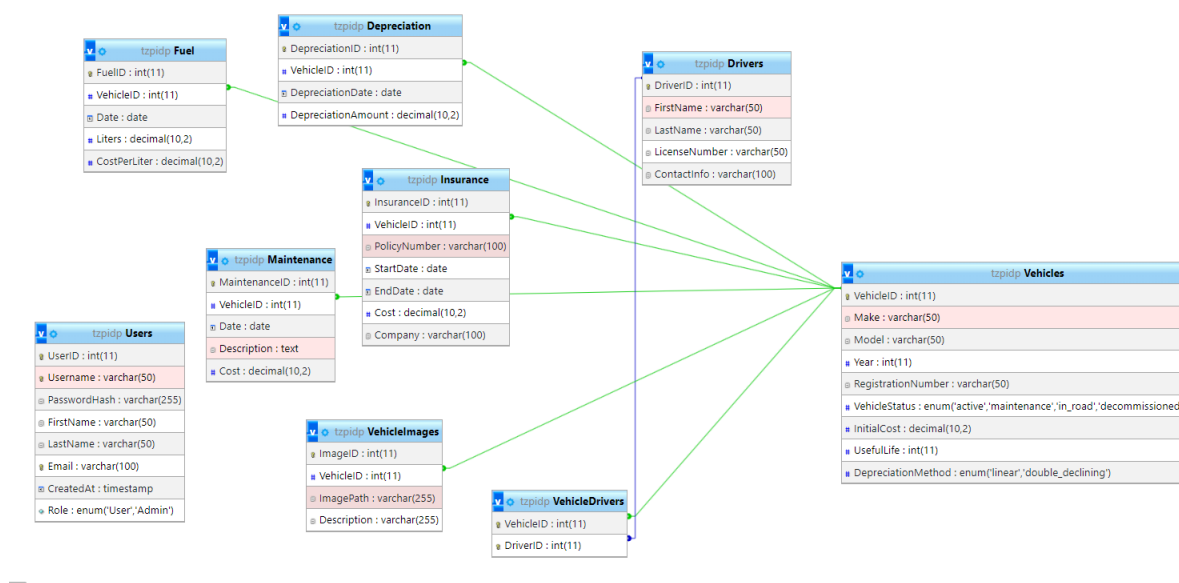 tzpidp Fuel
FuelID : int(11)
VehicleID : int(11)
Date : date
Liters : decimal(10,2)
CostPerLiter : decimal(10,2)
tzpidp Depreciation
DepreciationID : int(11)
VehicleID : int(11)
DepreciationDate : date
DepreciationAmount : decimal(10,2)
tzpidp Drivers
DriverID : int(11)
FirstName : varchar(50)
LastName : varchar(50)
LicenseNumber : varchar(50)
ContactInfo : varchar(100)
tzpidp Insurance
InsuranceID : int(11)
VehicleID : int(11)
PolicyNumber : varchar(100)
StartDate : date
EndDate : date
Cost : decimal(10,2)
Company : varchar(100)
tzpidp Maintenance
MaintenanceID : int(11)
VehicleID : int(11)
Date : date
Description : text
Cost : decimal(10,2)
tzpidp Vehicles
VehicleID : int(11)
Make : varchar(50)
Model : varchar(50)
Year : int(11)
RegistrationNumber : varchar(50)
VehicleStatus : enum('active','maintenance','in_road','decommissioned
InitialCost : decimal(10,2)
UsefulLife : int(11)
DepreciationMethod : enum('linear','double_declining')
tzpidp Users
UserID : int(11)
Username : varchar(50)
PasswordHash : varchar(255)
FirstName : varchar(50)
LastName : varchar(50)
Email : varchar(100)
CreatedAt : timestamp
Role : enum('User','Admin')
tzpidp VehicleImages
ImageID : int(11)
VehicleID : int(11)
ImagePath : varchar(255)
Description : varchar(255)
tzpidp VehicleDrivers
VehicleID : int(11)
DriverID : int(11)